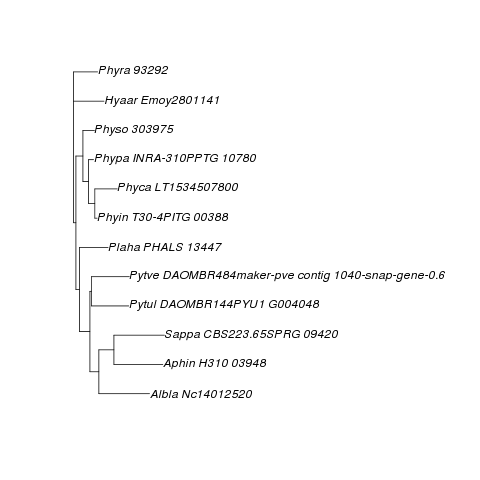 Phyra 93292
Hyaar Emoy2801141
Physo 303975
Phypa INRA-310PPTG 10780
Phyca LT1534507800
Phyin T30-4PITG 00388
Plaha PHALS 13447
Pytve DAOMBR484maker-pve contig 1040-snap-gene-0.6
Pytul DAOMBR144PYU1 G004048
Sappa CBS223.65SPRG 09420
Aphin H310 03948
Albla Nc14012520